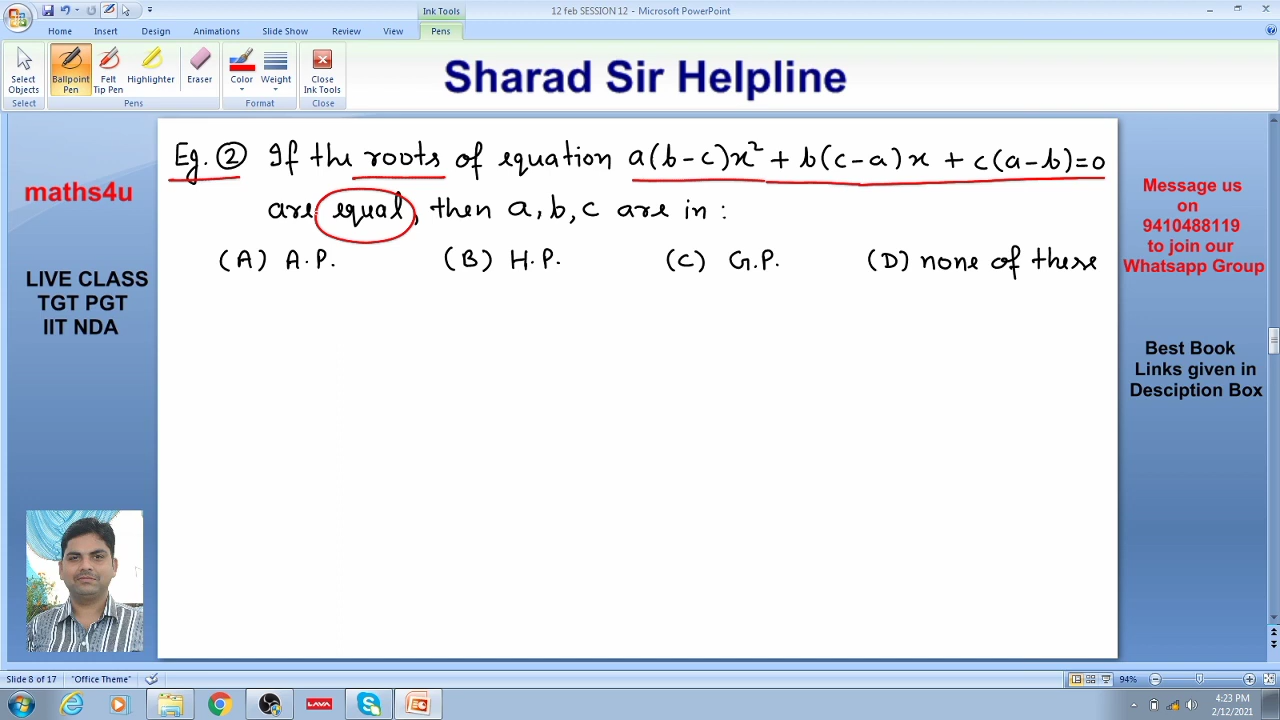 Ink Tools
12 feb SESSION 12 - Microsoft PowerPoint
Home Insert Design Animations Slide Show Review View Pens
Select Objects
Ballpoint Pen
Felt Tip Pen
Highlighter
Eraser
Color
Weight
Close Ink Tools
Select Pens Format Close
Sharad Sir Helpline
maths4u
LIVE CLASS
TGT PGT
IIT NDA
Eg. ② If the roots of equation a(b-c)x² + b(c-a)x + c(a-b)=0
are equal, then a, b, c are in :
(A) A.P. (B) H.P. (C) G.P. (D) none of these
Message us
on
9410488119
to join our
Whatsapp Group
Best Book
Links given in
Desciption Box
Slide 8 of 17 "Office Theme" 94%
LAVA
4:23 PM
2/12/2021